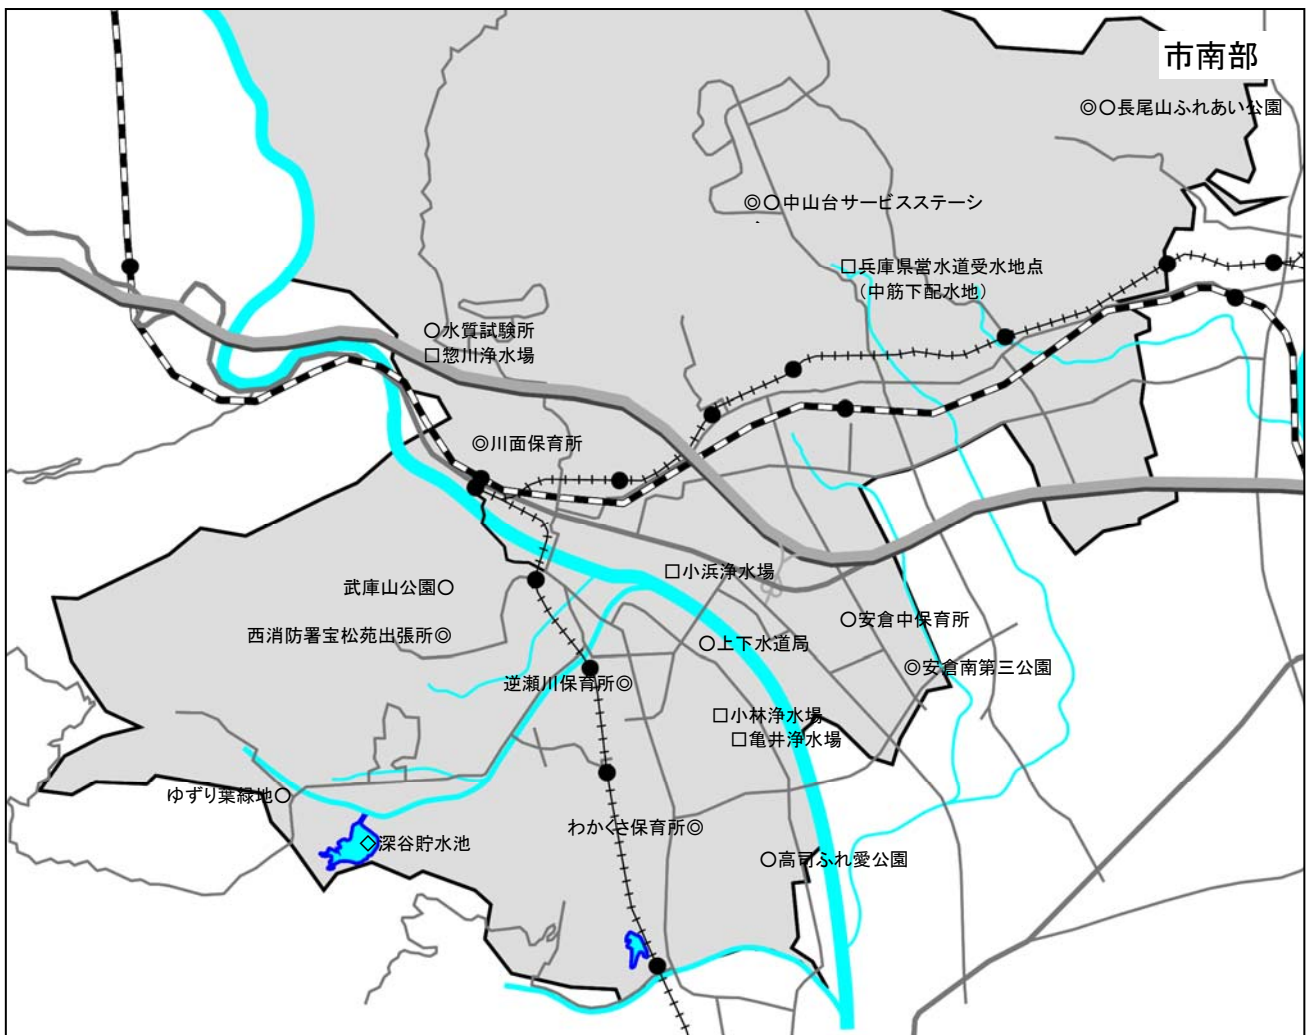 市南部
◎○長尾山ふれあい公園
◎○中山台サービスステーシ
□兵庫県営水道受水地点
(中筋下配水地)
○水質試験所
□惣川浄水場
◎川面保育所
□小浜浄水場
武庫山公園○
○安倉中保育所
西消防署宝松苑出張所◎
○上下水道局
◎安倉南第三公園
逆瀬川保育所◎
□小林浄水場
□亀井浄水場
ゆずり葉緑地○
わかくさ保育所◎
◇深谷貯水池
○高司ふれ愛公園